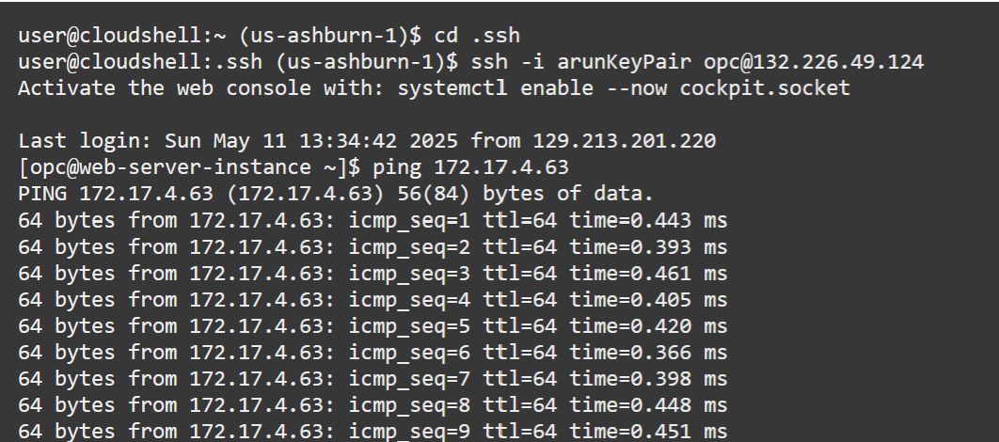 user@cloudshell:~ (us-ashburn-1)$ cd .ssh
user@cloudshell:.ssh (us-ashburn-1)$ ssh -i arunKeyPair opc@132.226.49.124
Activate the web console with: systemctl enable --now cockpit.socket
Last login: Sun May 11 13:34:42 2025 from 129.213.201.220
[opc@web-server-instance ~]$ ping 172.17.4.63
PING 172.17.4.63 (172.17.4.63) 56(84) bytes of data.
64 bytes from 172.17.4.63: icmp_seq=1 ttl=64 time=0.443 ms
64 bytes from 172.17.4.63: icmp_seq=2 ttl=64 time=0.393 ms
64 bytes from 172.17.4.63: icmp_seq=3 ttl=64 time=0.461 ms
64 bytes from 172.17.4.63: icmp_seq=4 ttl=64 time=0.405 ms
64 bytes from 172.17.4.63: icmp_seq=5 ttl=64 time=0.420 ms
64 bytes from 172.17.4.63: icmp_seq=6 ttl=64 time=0.366 ms
64 bytes from 172.17.4.63: icmp_seq=7 ttl=64 time=0.398 ms
64 bytes from 172.17.4.63: icmp_seq=8 ttl=64 time=0.448 ms
64 bytes from 172.17.4.63: icmp_seq=9 ttl=64 time=0.451 ms